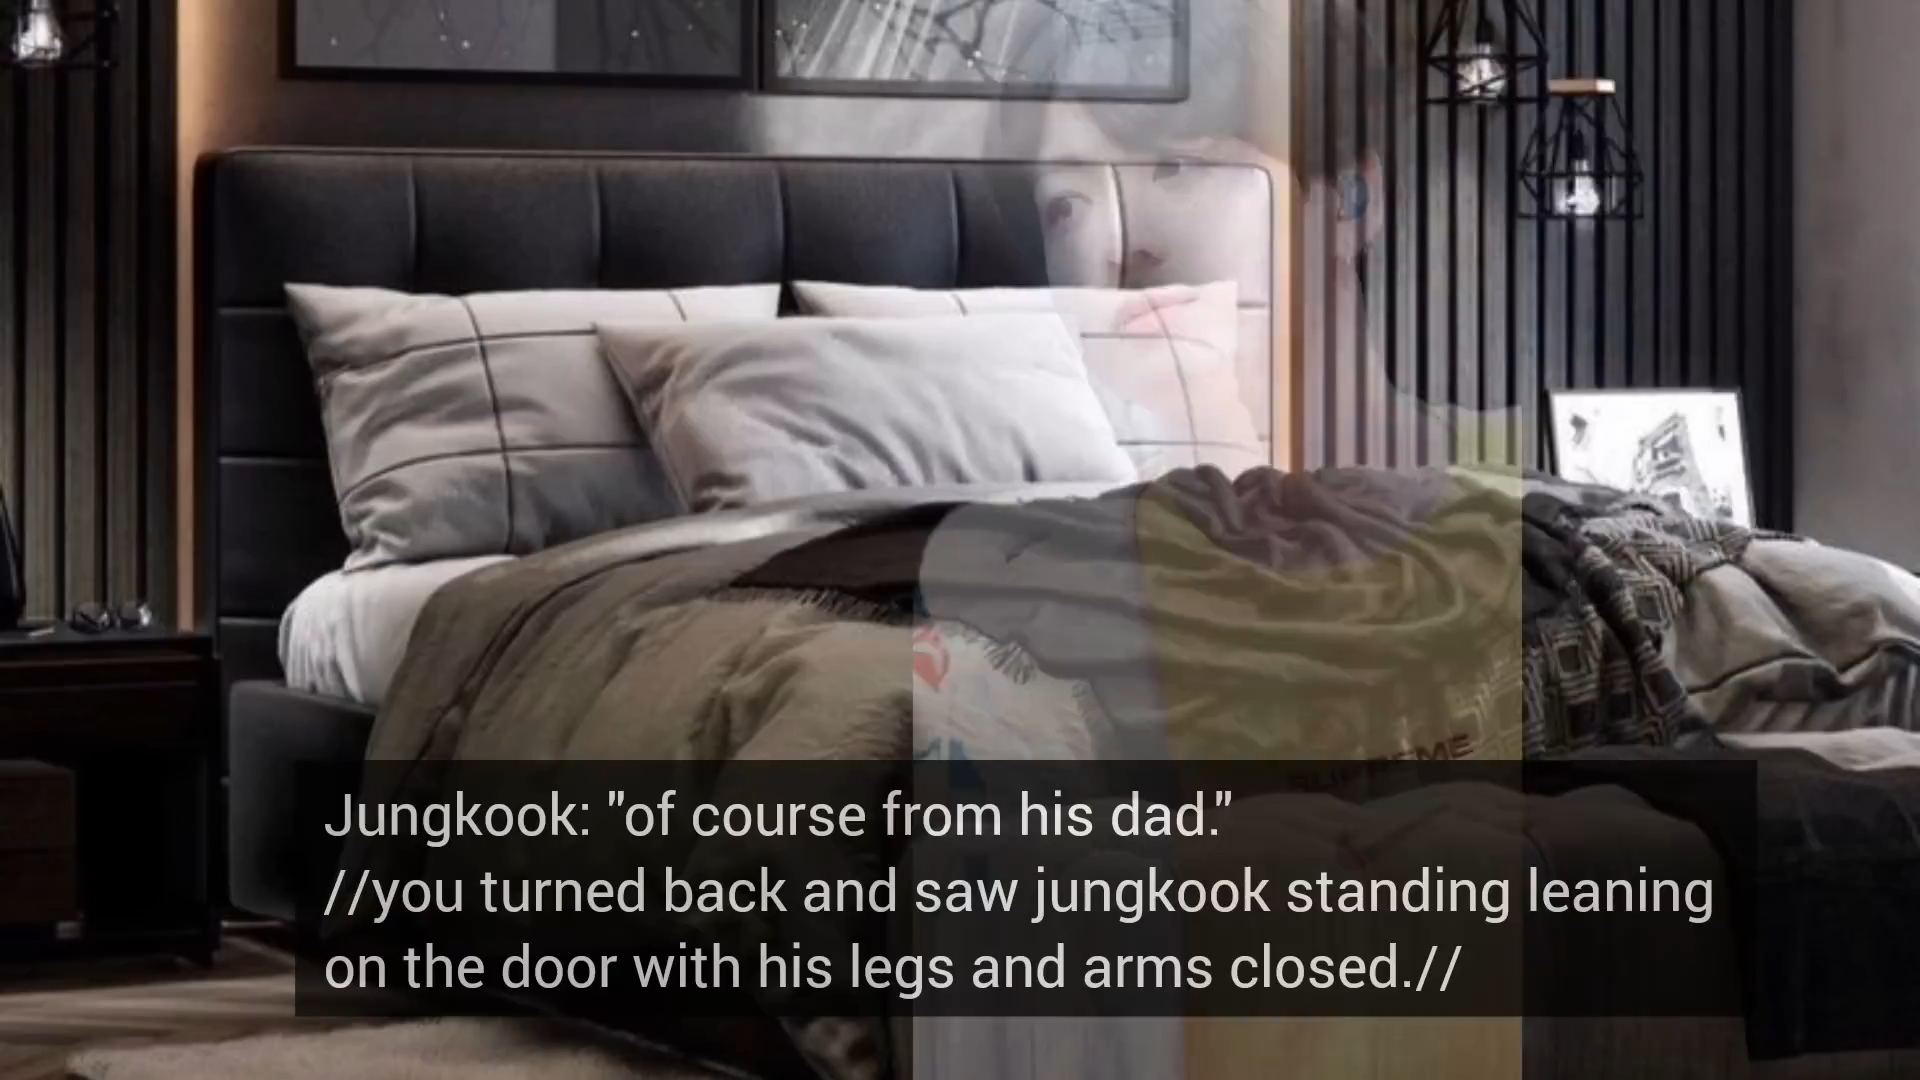 SUPREME
Jungkook: "of course from his dad."
//you turned back and saw jungkook standing leaning
on the door with his legs and arms closed.//